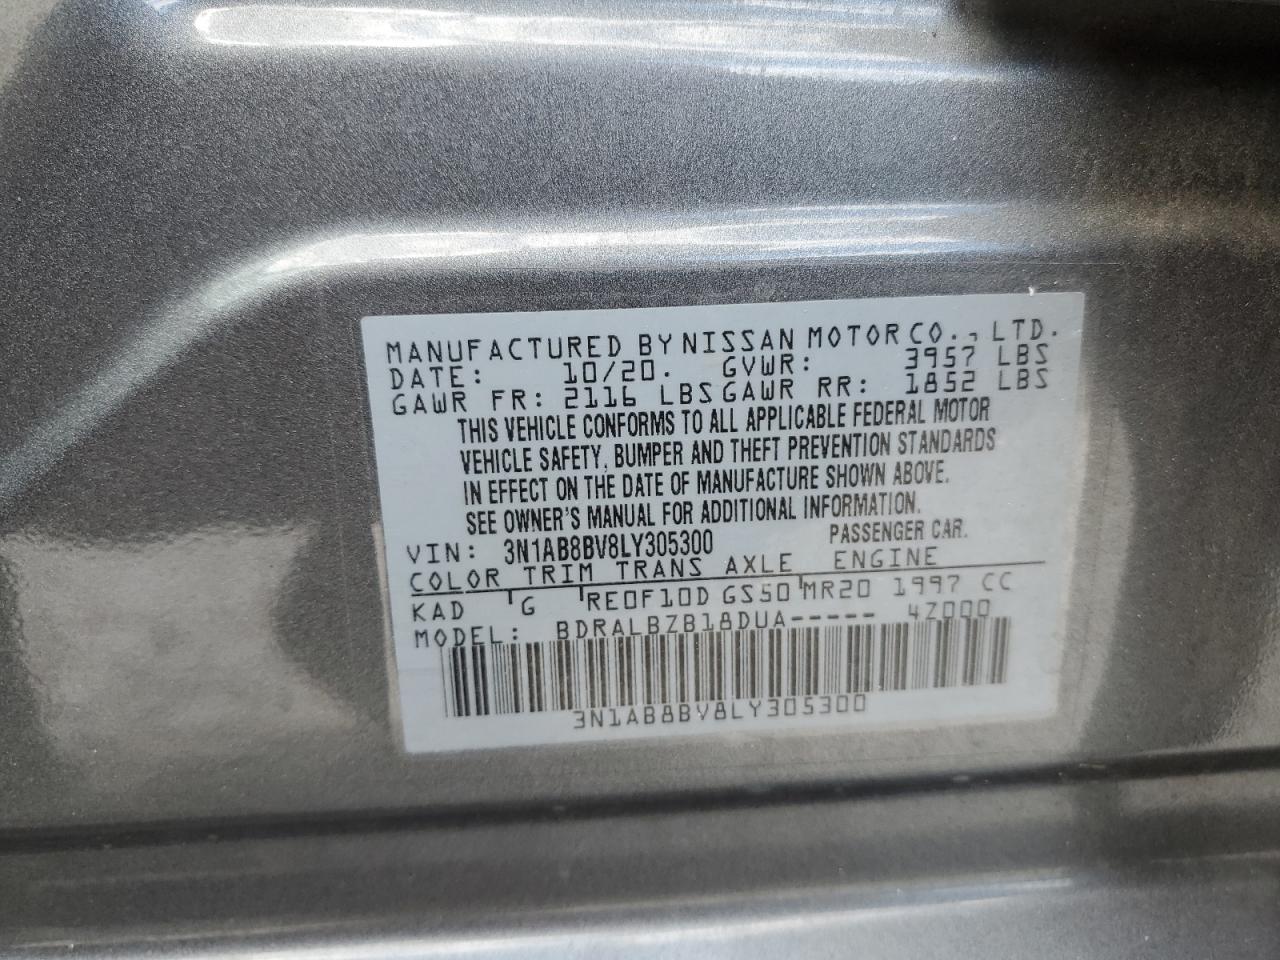 MANUFACTURED BY NISSAN MOTOR CO., LTD.
DATE: 10/20. GVWR: 3957 LBS
GAWR FR: 2116 LBS GAWR RR: 1852 LBS
THIS VEHICLE CONFORMS TO ALL APPLICABLE FEDERAL MOTOR
VEHICLE SAFETY, BUMPER AND THEFT PREVENTION STANDARDS
IN EFFECT ON THE DATE OF MANUFACTURE SHOWN ABOVE.
SEE OWNER'S MANUAL FOR ADDITIONAL INFORMATION.
VIN: 3N1AB8BV8LY305300 PASSENGER CAR.
COLOR TRIM TRANS AXLE ENGINE
KAD G RE0F10D GS50 MR20 1997 CC
MODEL: BDRALBZB18DUA----- 4Z000
3N1AB8BV8LY305300